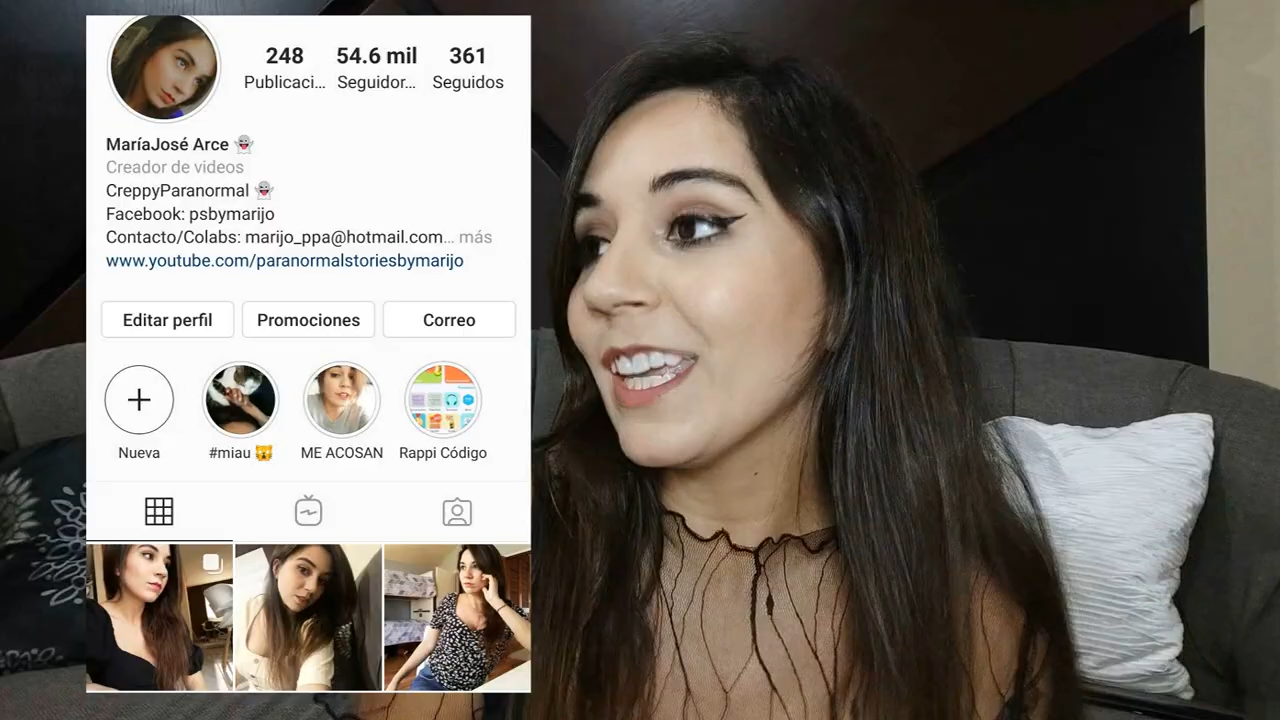 248 54.6 mil 361
Publicaci... Seguidor... Seguidos
MaríaJosé Arce 👻
Creador de videos
CreppyParanormal 👻
Facebook: psbymarijo
Contacto/Colabs: marijo_ppa@hotmail.com... más
www.youtube.com/paranormalstoriesbymarijo
Editar perfil Promociones Correo
Nueva #miau 🐱 ME ACOSAN Rappi Código